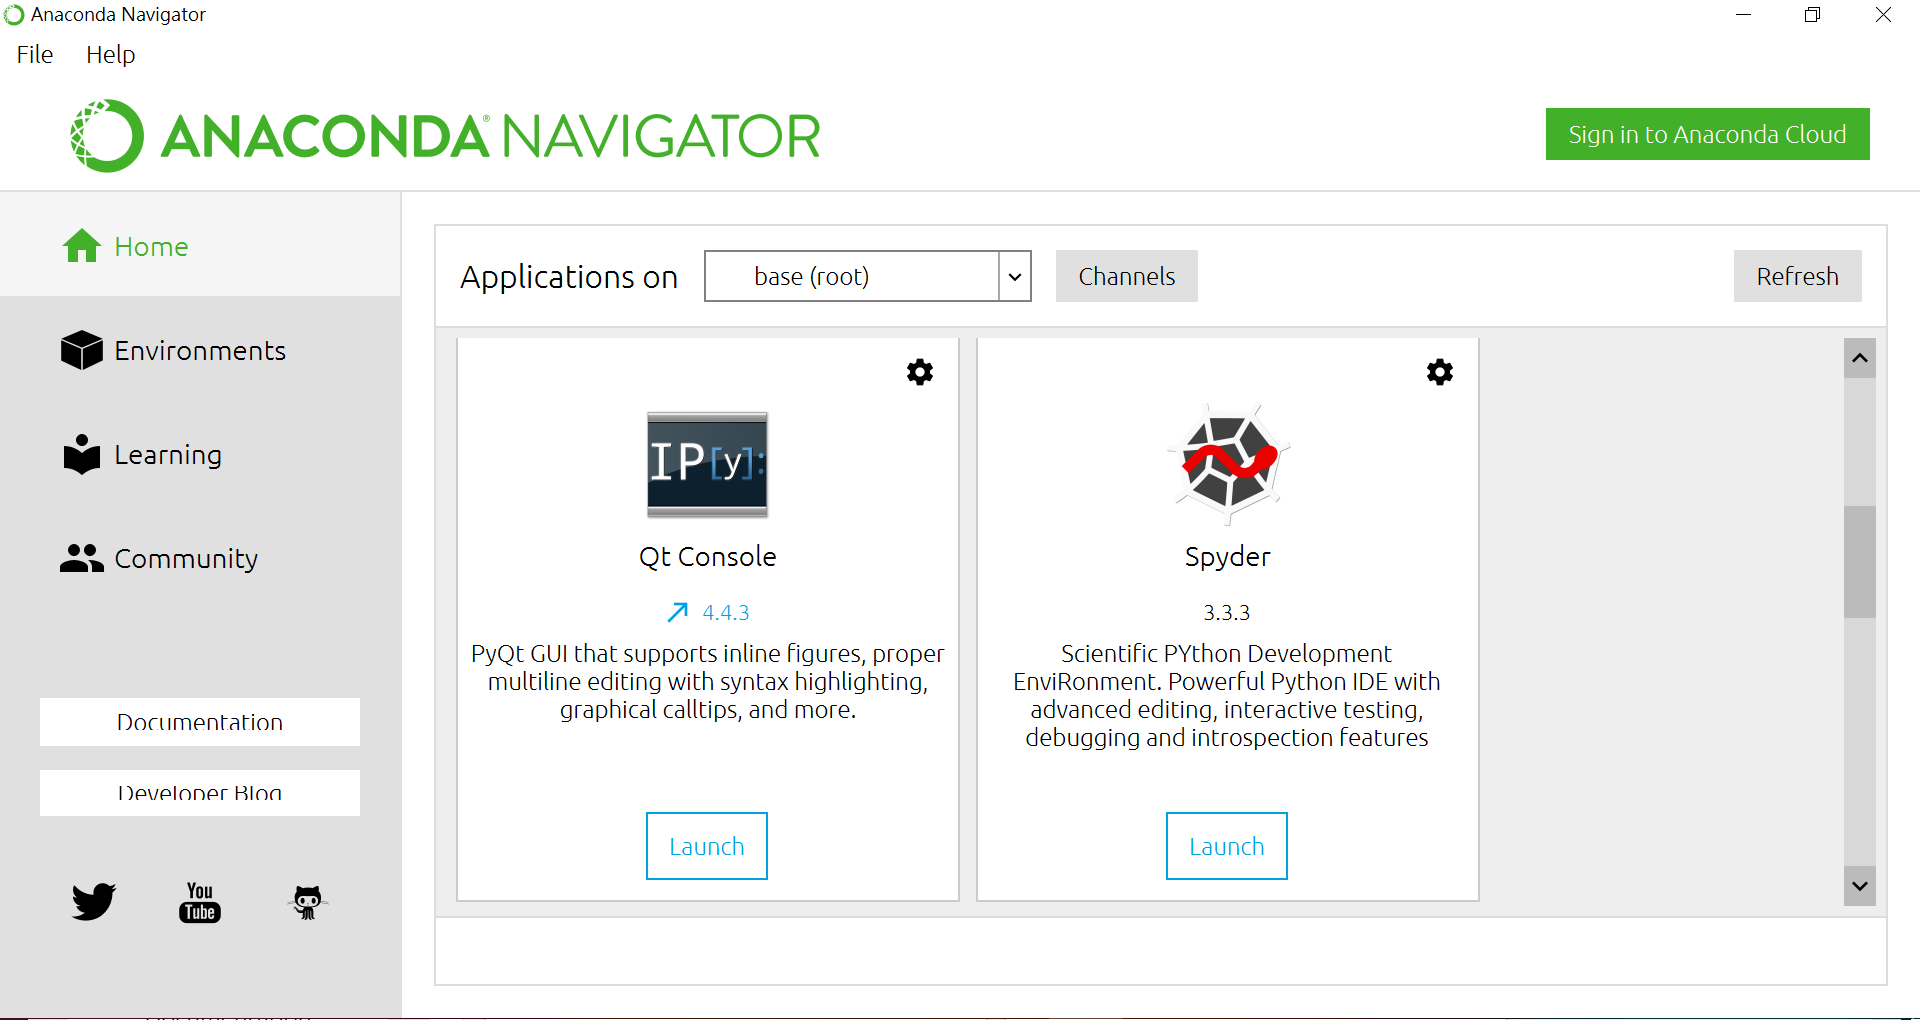 Anaconda Navigator
File Help
ANACONDA® NAVIGATOR
Sign in to Anaconda Cloud
Home
Environments
Learning
Community
Documentation
Developer Blog
You
Tube
Applications on base (root) Channels Refresh
IP[y]:
Qt Console
4.4.3
PyQt GUI that supports inline figures, proper
multiline editing with syntax highlighting,
graphical calltips, and more.
Launch
Spyder
3.3.3
Scientific PYthon Development
EnviRonment. Powerful Python IDE with
advanced editing, interactive testing,
debugging and introspection features
Launch